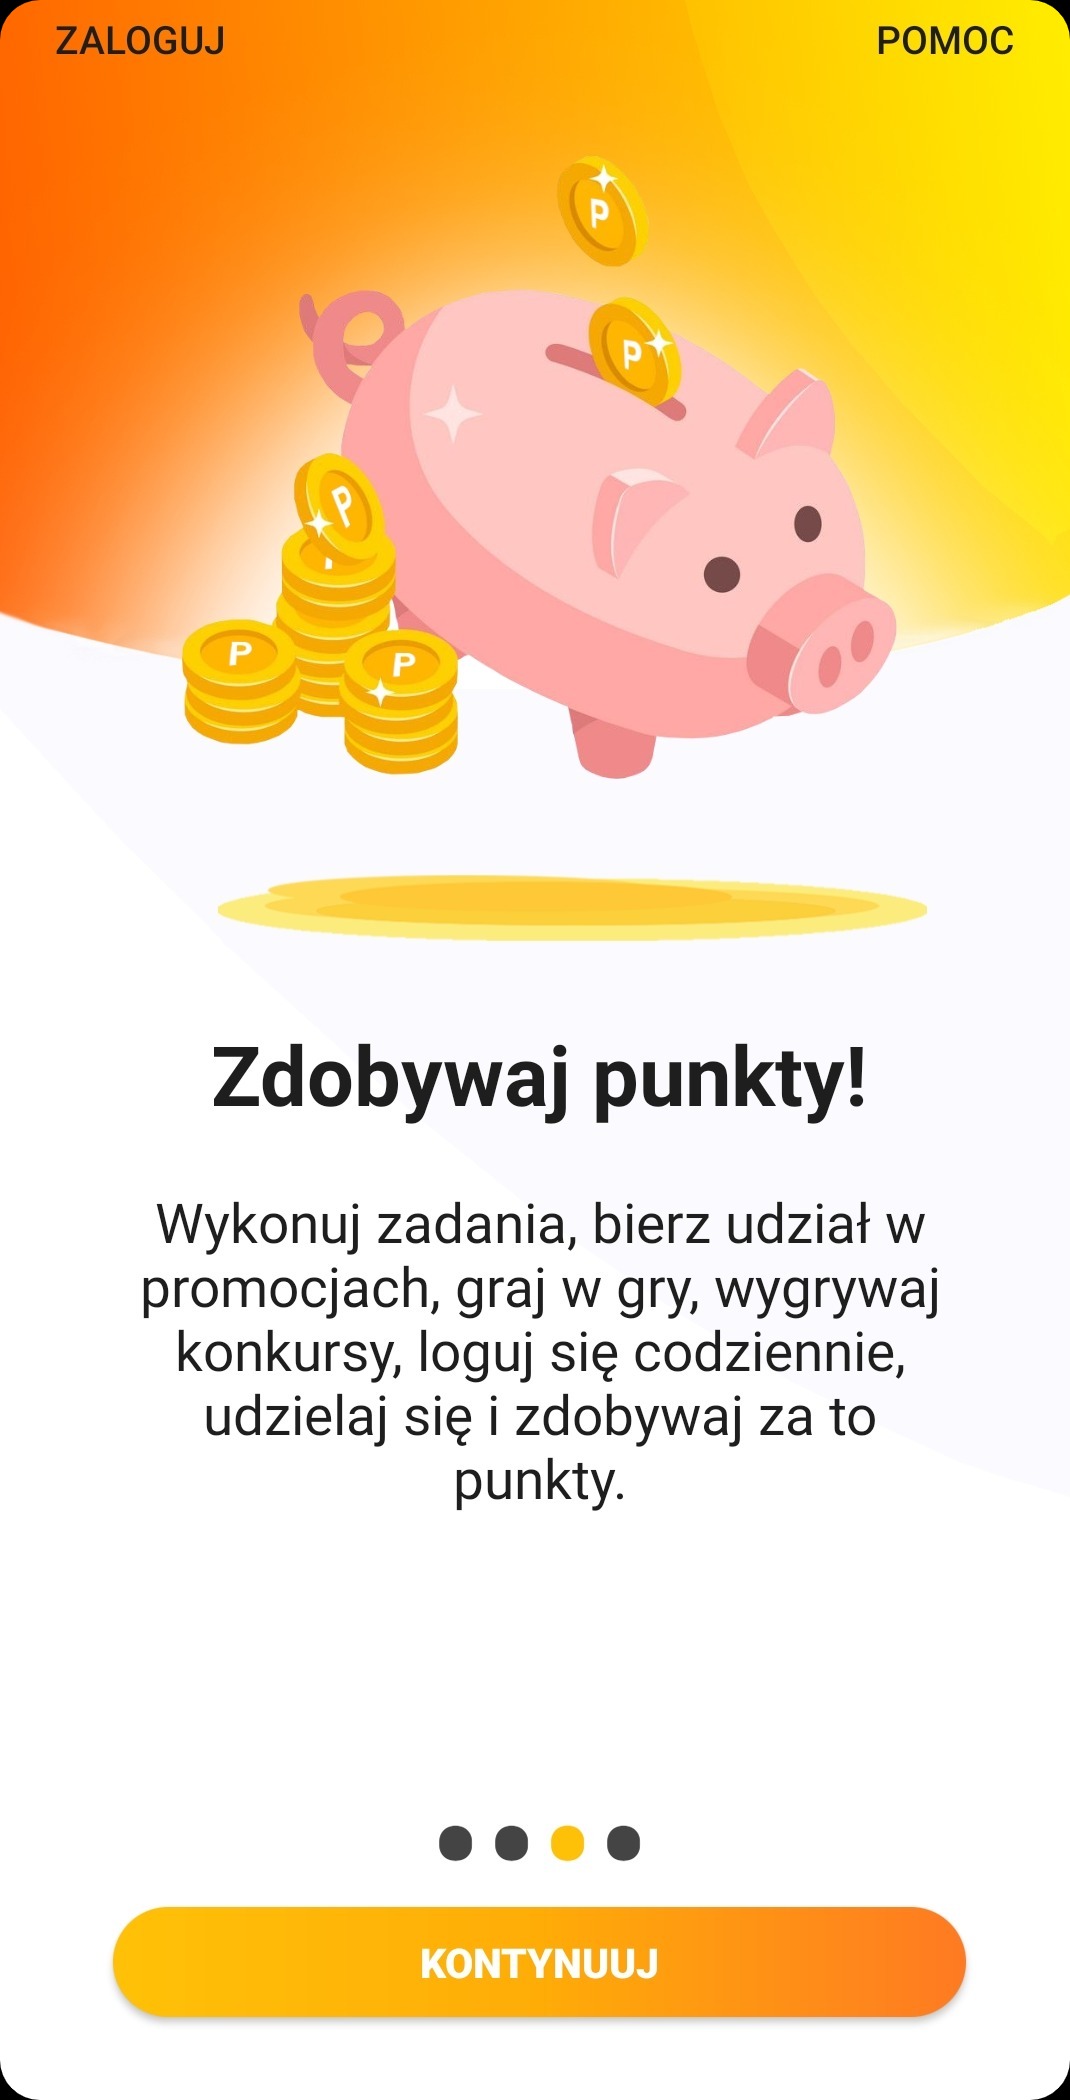 ZALOGUJ
POMOC
P
P
P
P
P
Zdobywaj punkty!
Wykonuj zadania, bierz udział w
promocjach, graj w gry, wygrywaj
konkursy, loguj się codziennie,
udzielaj się i zdobywaj za to
punkty.
KONTYNUUJ